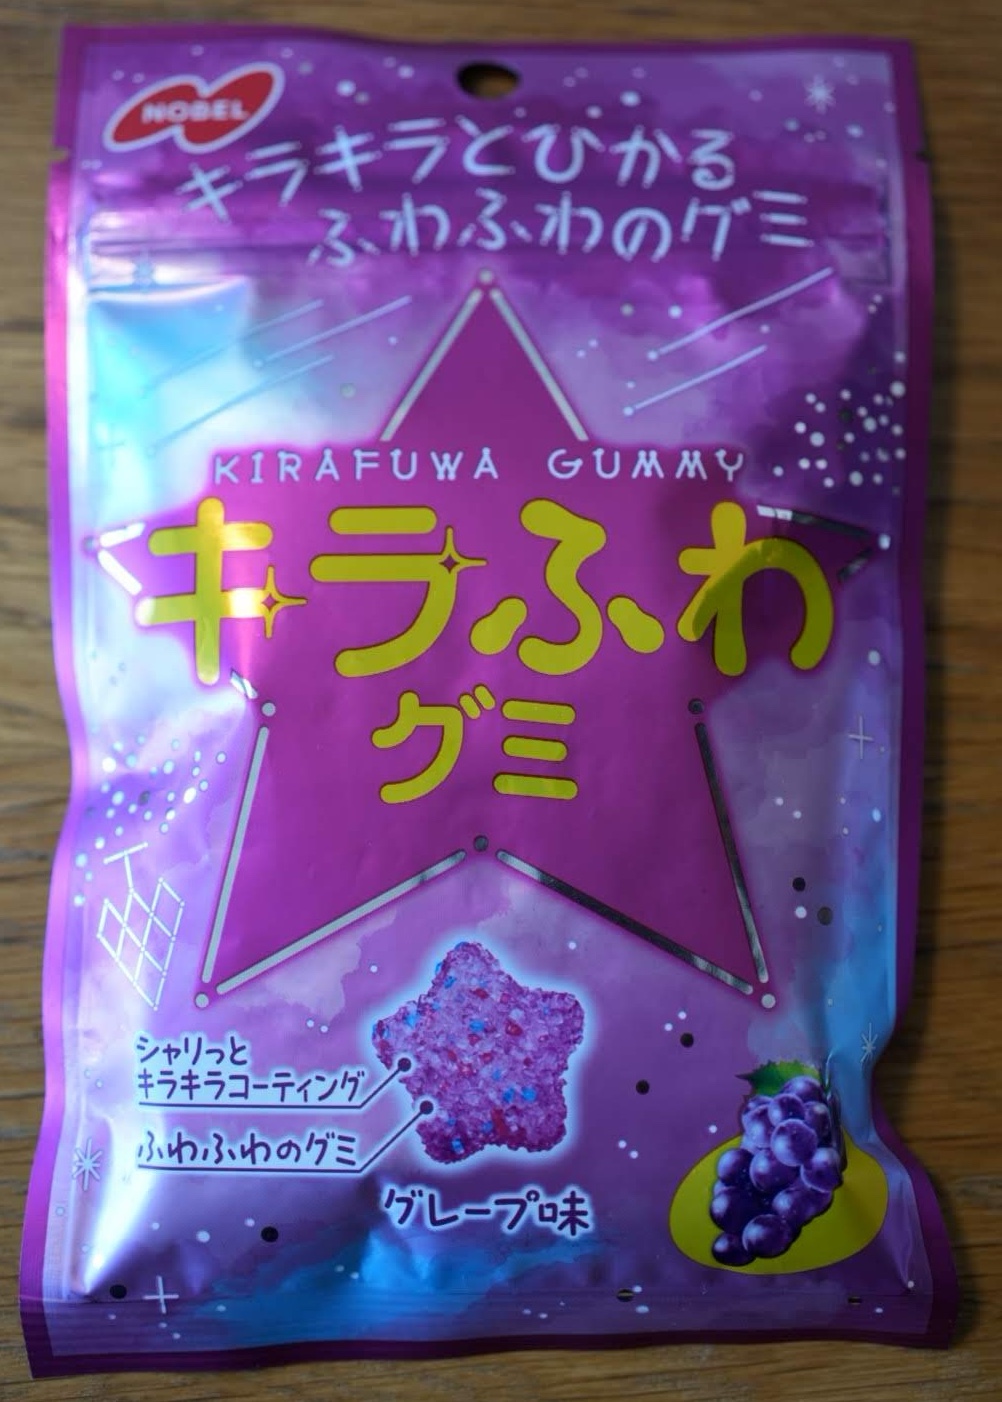 NOBEL
キラキラとひかる
ふわふわのグミ
KIRAFUWA GUMMY
キラふわ
グミ
シャリっと
キラキラコーティング
ふわふわのグミ
グレープ味